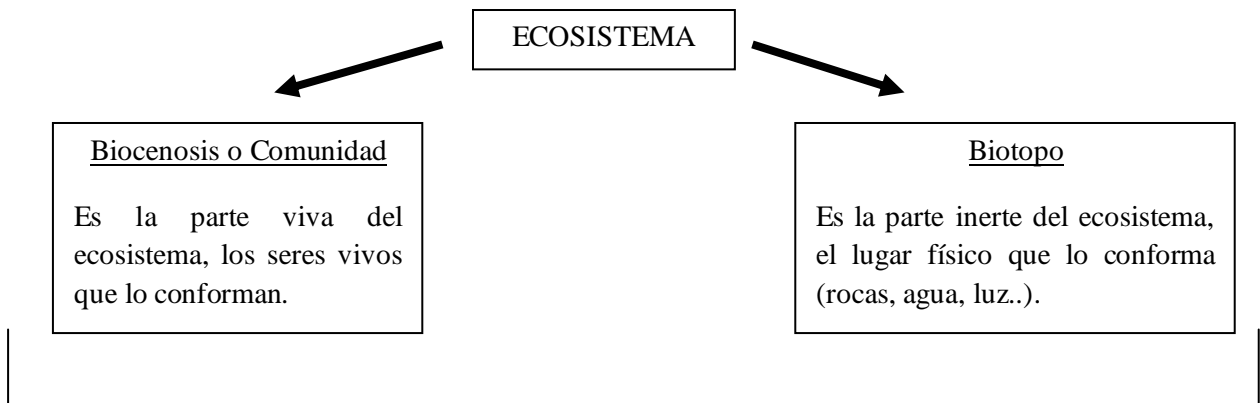 ECOSISTEMA
Biocenosis o Comunidad
Es la parte viva del
ecosistema, los seres vivos
que lo conforman.
Biotopo
Es la parte inerte del ecosistema,
el lugar físico que lo conforma
(rocas, agua, luz..).